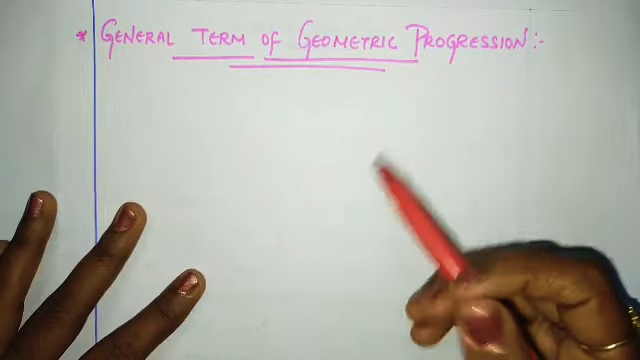 * GENERAL TERM OF GEOMETRIC PROGRESSION :-